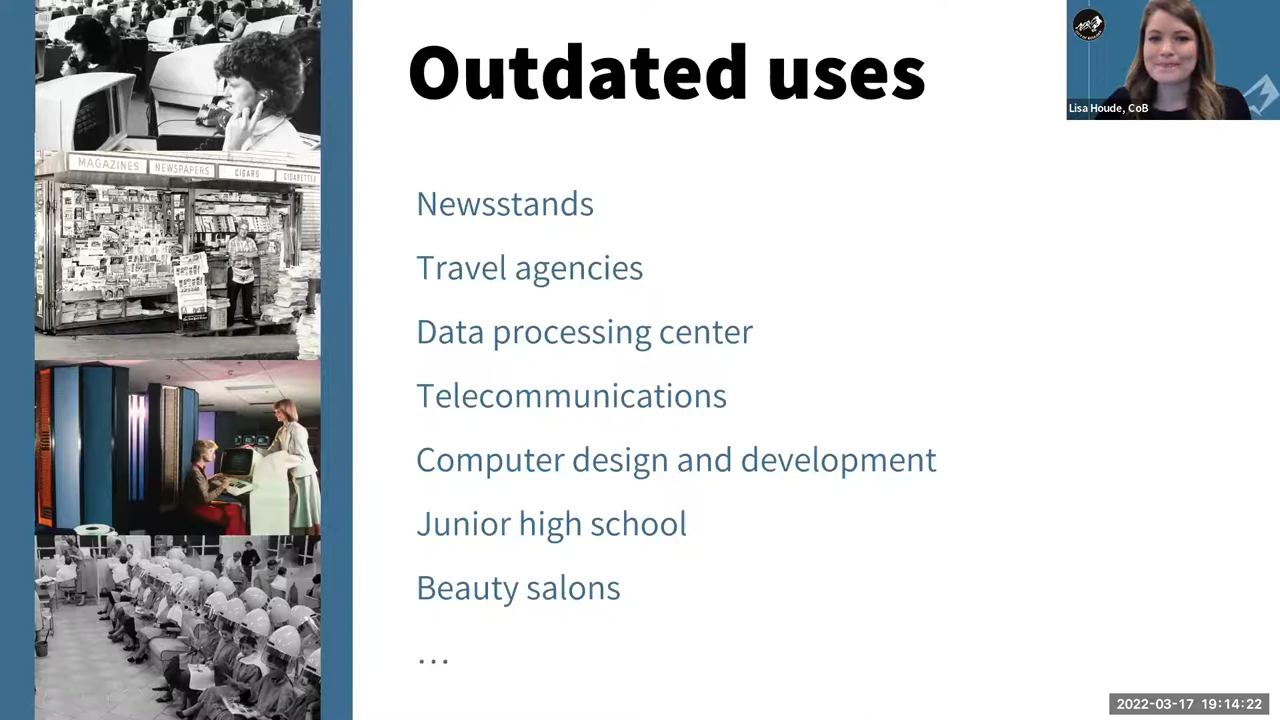 Outdated uses
Newsstands
Travel agencies
Data processing center
Telecommunications
Computer design and development
Junior high school
Beauty salons
…
MAGAZINES
NEWSPAPERS
CIGARS
CIGARETTES
Lisa Houde, CoB
2022-03-17 19:14:22